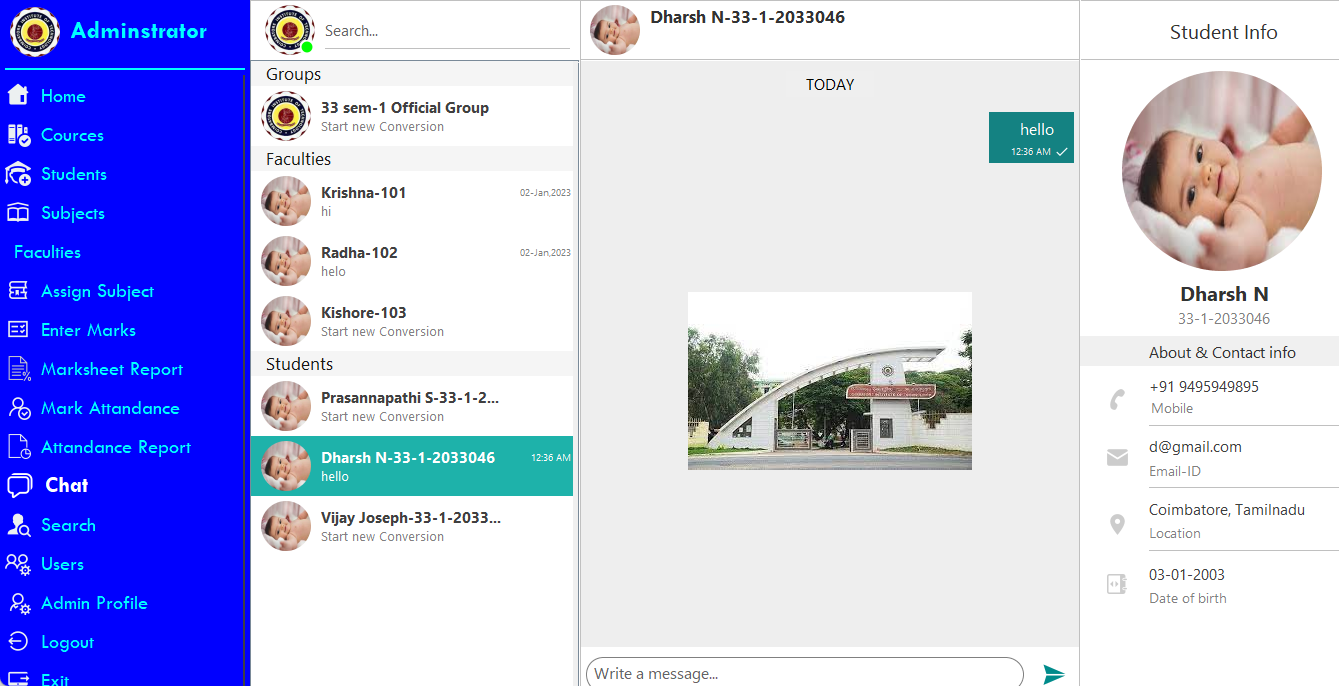 Adminstrator
Home
Cources
Students
Subjects
Faculties
Assign Subject
Enter Marks
Marksheet Report
Mark Attandance
Attandance Report
Chat
Search
Users
Admin Profile
Logout
Exit
Search...
Groups
33 sem-1 Official Group
Start new Conversion
Faculties
Krishna-101
02-Jan,2023
hi
Radha-102
02-Jan,2023
helo
Kishore-103
Start new Conversion
Students
Prasannapathi S-33-1-2...
Start new Conversion
Dharsh N-33-1-2033046
12:36 AM
hello
Vijay Joseph-33-1-2033...
Start new Conversion
Dharsh N-33-1-2033046
TODAY
hello
12:36 AM
Write a message...
Student Info
Dharsh N
33-1-2033046
About & Contact info
+91 9495949895
Mobile
d@gmail.com
Email-ID
Coimbatore, Tamilnadu
Location
03-01-2003
Date of birth